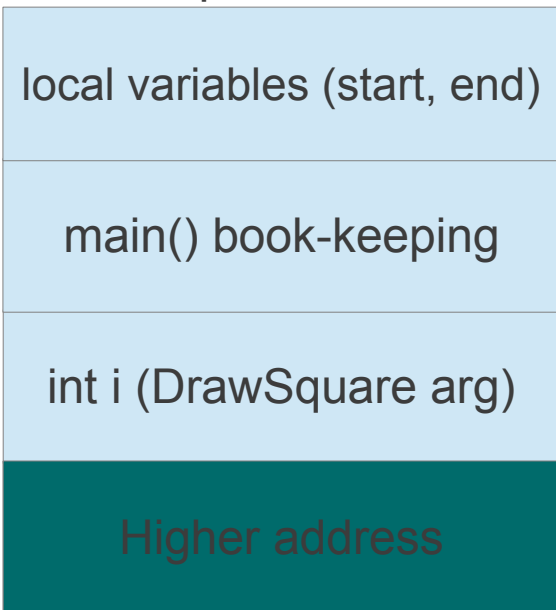 local variables (start, end)
main() book-keeping
int i (DrawSquare arg)
Higher address